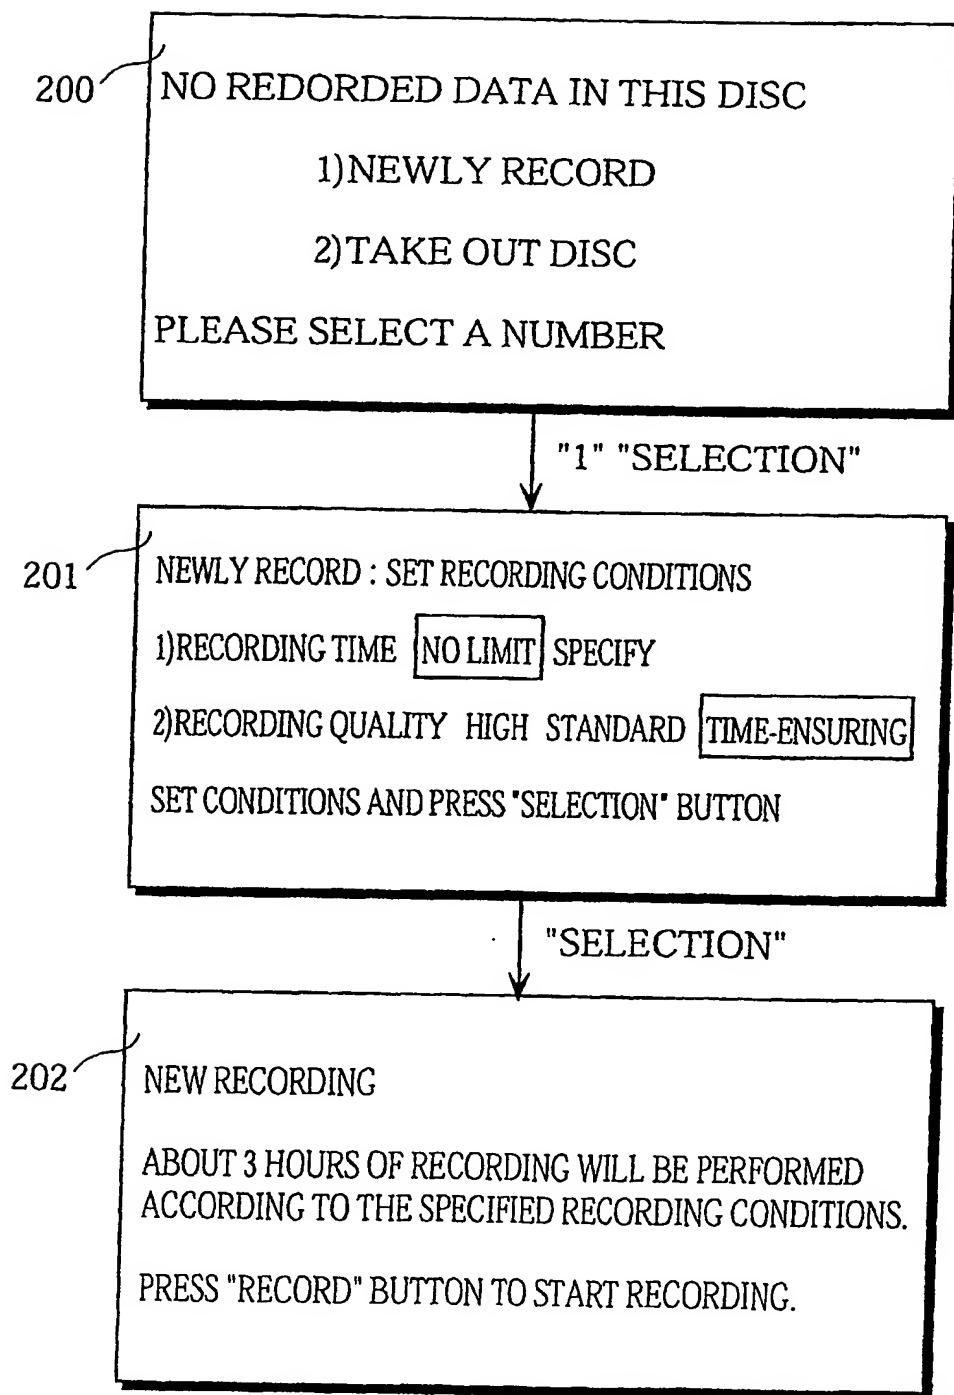 200
NO REDORDED DATA IN THIS DISC
1)NEWLY RECORD
2)TAKE OUT DISC
PLEASE SELECT A NUMBER
"1" "SELECTION"
201
NEWLY RECORD : SET RECORDING CONDITIONS
1)RECORDING TIME NO LIMIT SPECIFY
2)RECORDING QUALITY HIGH STANDARD TIME-ENSURING
SET CONDITIONS AND PRESS "SELECTION" BUTTON
"SELECTION"
202
NEW RECORDING
ABOUT 3 HOURS OF RECORDING WILL BE PERFORMED
ACCORDING TO THE SPECIFIED RECORDING CONDITIONS.
PRESS "RECORD" BUTTON TO START RECORDING.